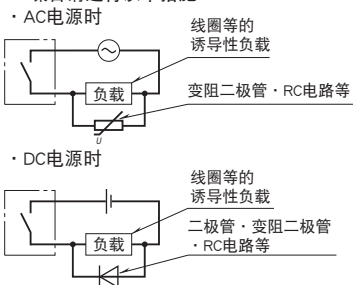 · AC电源时
线圈等的
诱导性负载
负载
变阻二极管·RC电路等
U
· DC电源时
线圈等的
诱导性负载
负载
二极管·变阻二极管
·RC电路等